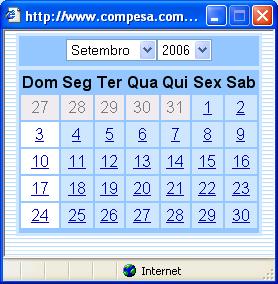 http://www.compesa.com...
Setembro 2006
Dom Seg Ter Qua Qui Sex Sab
27 28 29 30 31 1 2
3 4 5 6 7 8 9
10 11 12 13 14 15 16
17 18 19 20 21 22 23
24 25 26 27 28 29 30
Internet